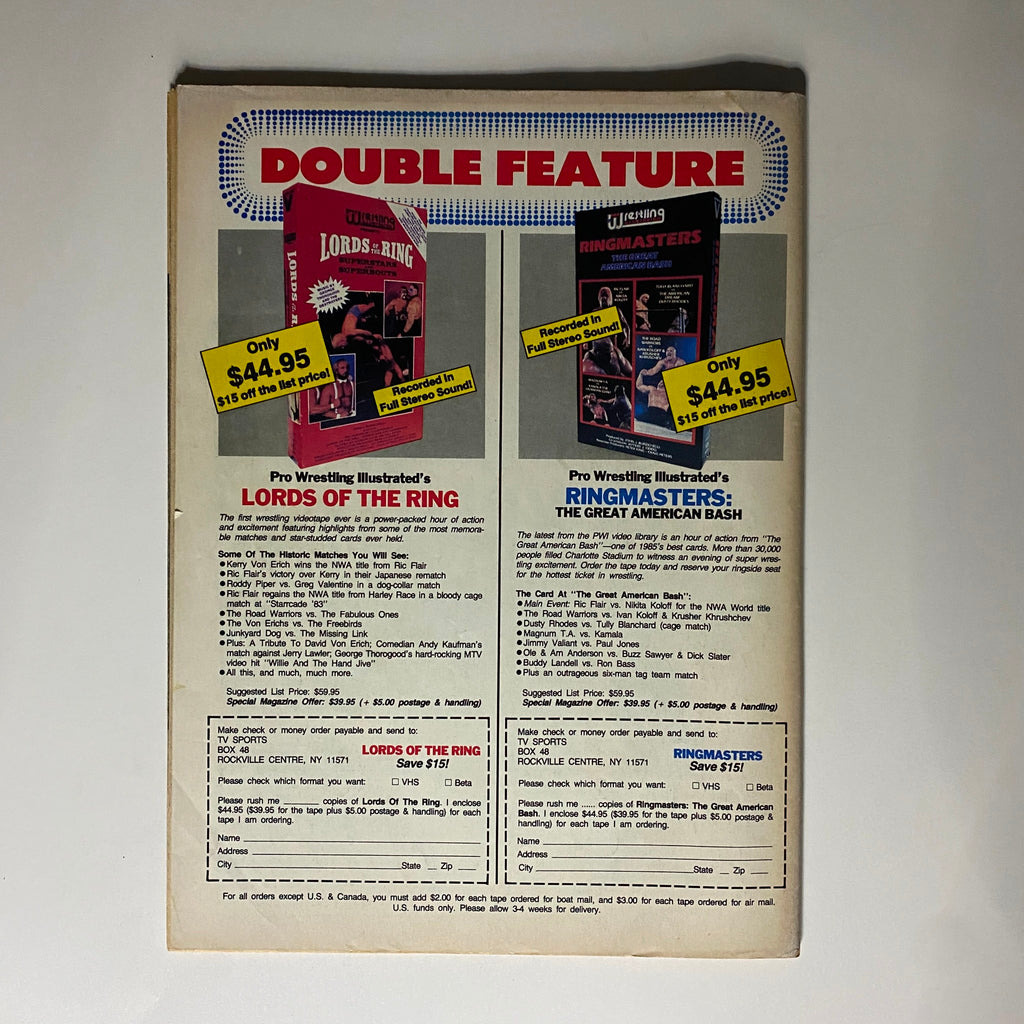 DOUBLE FEATURE
Wrestling
LORDS OF THE RING
SUPERSTARS
AND
SUPERBOUTS
LORDS OF THE RING
Only
$44.95
$15 off the list price!
Recorded In
Full Stereo Sound!
Wrestling
RINGMASTERS
THE GREAT
AMERICAN BASH
Recorded in
Full Stereo Sound!
Only
$44.95
$15 off the list price!
Pro Wrestling Illustrated's
LORDS OF THE RING
The first wrestling videotape ever is a power-packed hour of action
and excitement featuring highlights from some of the most memora-
ble matches and star-studded cards ever held.
Some Of The Historic Matches You Will See:
● Kerry Von Erich wins the NWA title from Ric Flair
● Ric Flair's victory over Kerry in their Japanese rematch
● Roddy Piper vs. Greg Valentine in a dog-collar match
● Ric Flair regains the NWA title from Harley Race in a bloody cage
match at "Starrcade '83"
● The Road Warriors vs. The Fabulous Ones
● The Von Erichs vs. The Freebirds
● Junkyard Dog vs. The Missing Link
● Plus: A Tribute To David Von Erich; Comedian Andy Kaufman's
match against Jerry Lawler; George Thorogood's hard-rocking MTV
video hit "Willie And The Hand Jive"
● All this, and much, much more.
Suggested List Price: $59.95
Special Magazine Offer: $39.95 (+ $5.00 postage & handling)
Make check or money order payable and send to:
TV SPORTS
BOX 48
ROCKVILLE CENTRE, NY 11571
LORDS OF THE RING
Save $15!
Please check which format you want: □ VHS □ Beta
Please rush me ________ copies of Lords Of The Ring. I enclose
$44.95 ($39.95 for the tape plus $5.00 postage & handling) for each
tape I am ordering.
Name
Address
City State Zip
Pro Wrestling Illustrated's
RINGMASTERS:
THE GREAT AMERICAN BASH
The latest from the PWI video library is an hour of action from "The
Great American Bash"—one of 1985's best cards. More than 30,000
people filled Charlotte Stadium to witness an evening of super wres-
tling excitement. Order the tape today and reserve your ringside seat
for the hottest ticket in wrestling.
The Card At "The Great American Bash":
● Main Event: Ric Flair vs. Nikita Koloff for the NWA World title
● The Road Warriors vs. Ivan Koloff & Krusher Khrushchev
● Dusty Rhodes vs. Tully Blanchard (cage match)
● Magnum T.A. vs. Kamala
● Jimmy Valiant vs. Paul Jones
● Ole & Arn Anderson vs. Buzz Sawyer & Dick Slater
● Buddy Landell vs. Ron Bass
● Plus an outrageous six-man tag team match
Suggested List Price: $59.95
Special Magazine Offer: $39.95 (+ $5.00 postage & handling)
Make check or money order payable and send to:
TV SPORTS
BOX 48
ROCKVILLE CENTRE, NY 11571
RINGMASTERS
Save $15!
Please check which format you want: □ VHS □ Beta
Please rush me ...... copies of Ringmasters: The Great American
Bash. I enclose $44.95 ($39.95 for the tape plus $5.00 postage &
handling) for each tape I am ordering.
Name
Address
City State Zip
For all orders except U.S. & Canada, you must add $2.00 for each tape ordered for boat mail, and $3.00 for each tape ordered for air mail.
U.S. funds only. Please allow 3-4 weeks for delivery.